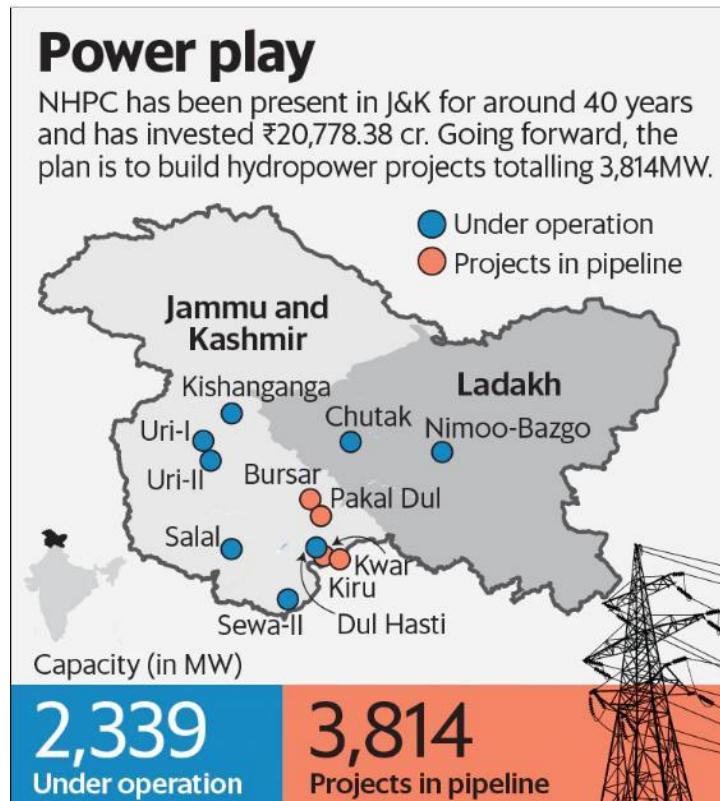 Power play
NHPC has been present in J&K for around 40 years
and has invested ₹20,778.38 cr. Going forward, the
plan is to build hydropower projects totalling 3,814MW.
Under operation
Projects in pipeline
Jammu and
Kashmir
Ladakh
Kishanganga
Chutak
Nimoo-Bazgo
Uri-I
Uri-II
Bursar
Pakal Dul
Salal
Kwar
Kiru
Sewa-II
Dul Hasti
Capacity (in MW)
2,339
Under operation
3,814
Projects in pipeline